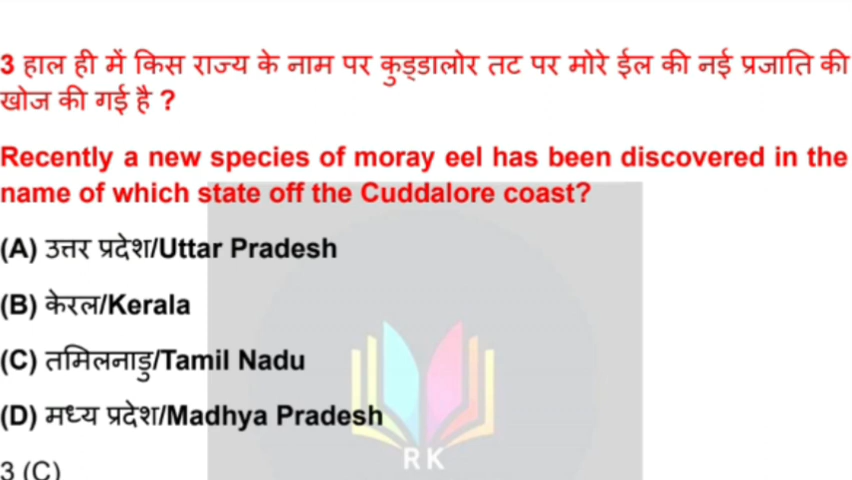 3 हाल ही में किस राज्य के नाम पर कुड्डालोर तट पर मोरे ईल की नई प्रजाति की
खोज की गई है ?
Recently a new species of moray eel has been discovered in the
name of which state off the Cuddalore coast?
(A) उत्तर प्रदेश/Uttar Pradesh
(B) केरल/Kerala
(C) तमिलनाडु/Tamil Nadu
(D) मध्य प्रदेश/Madhya Pradesh
RK
3 (C)